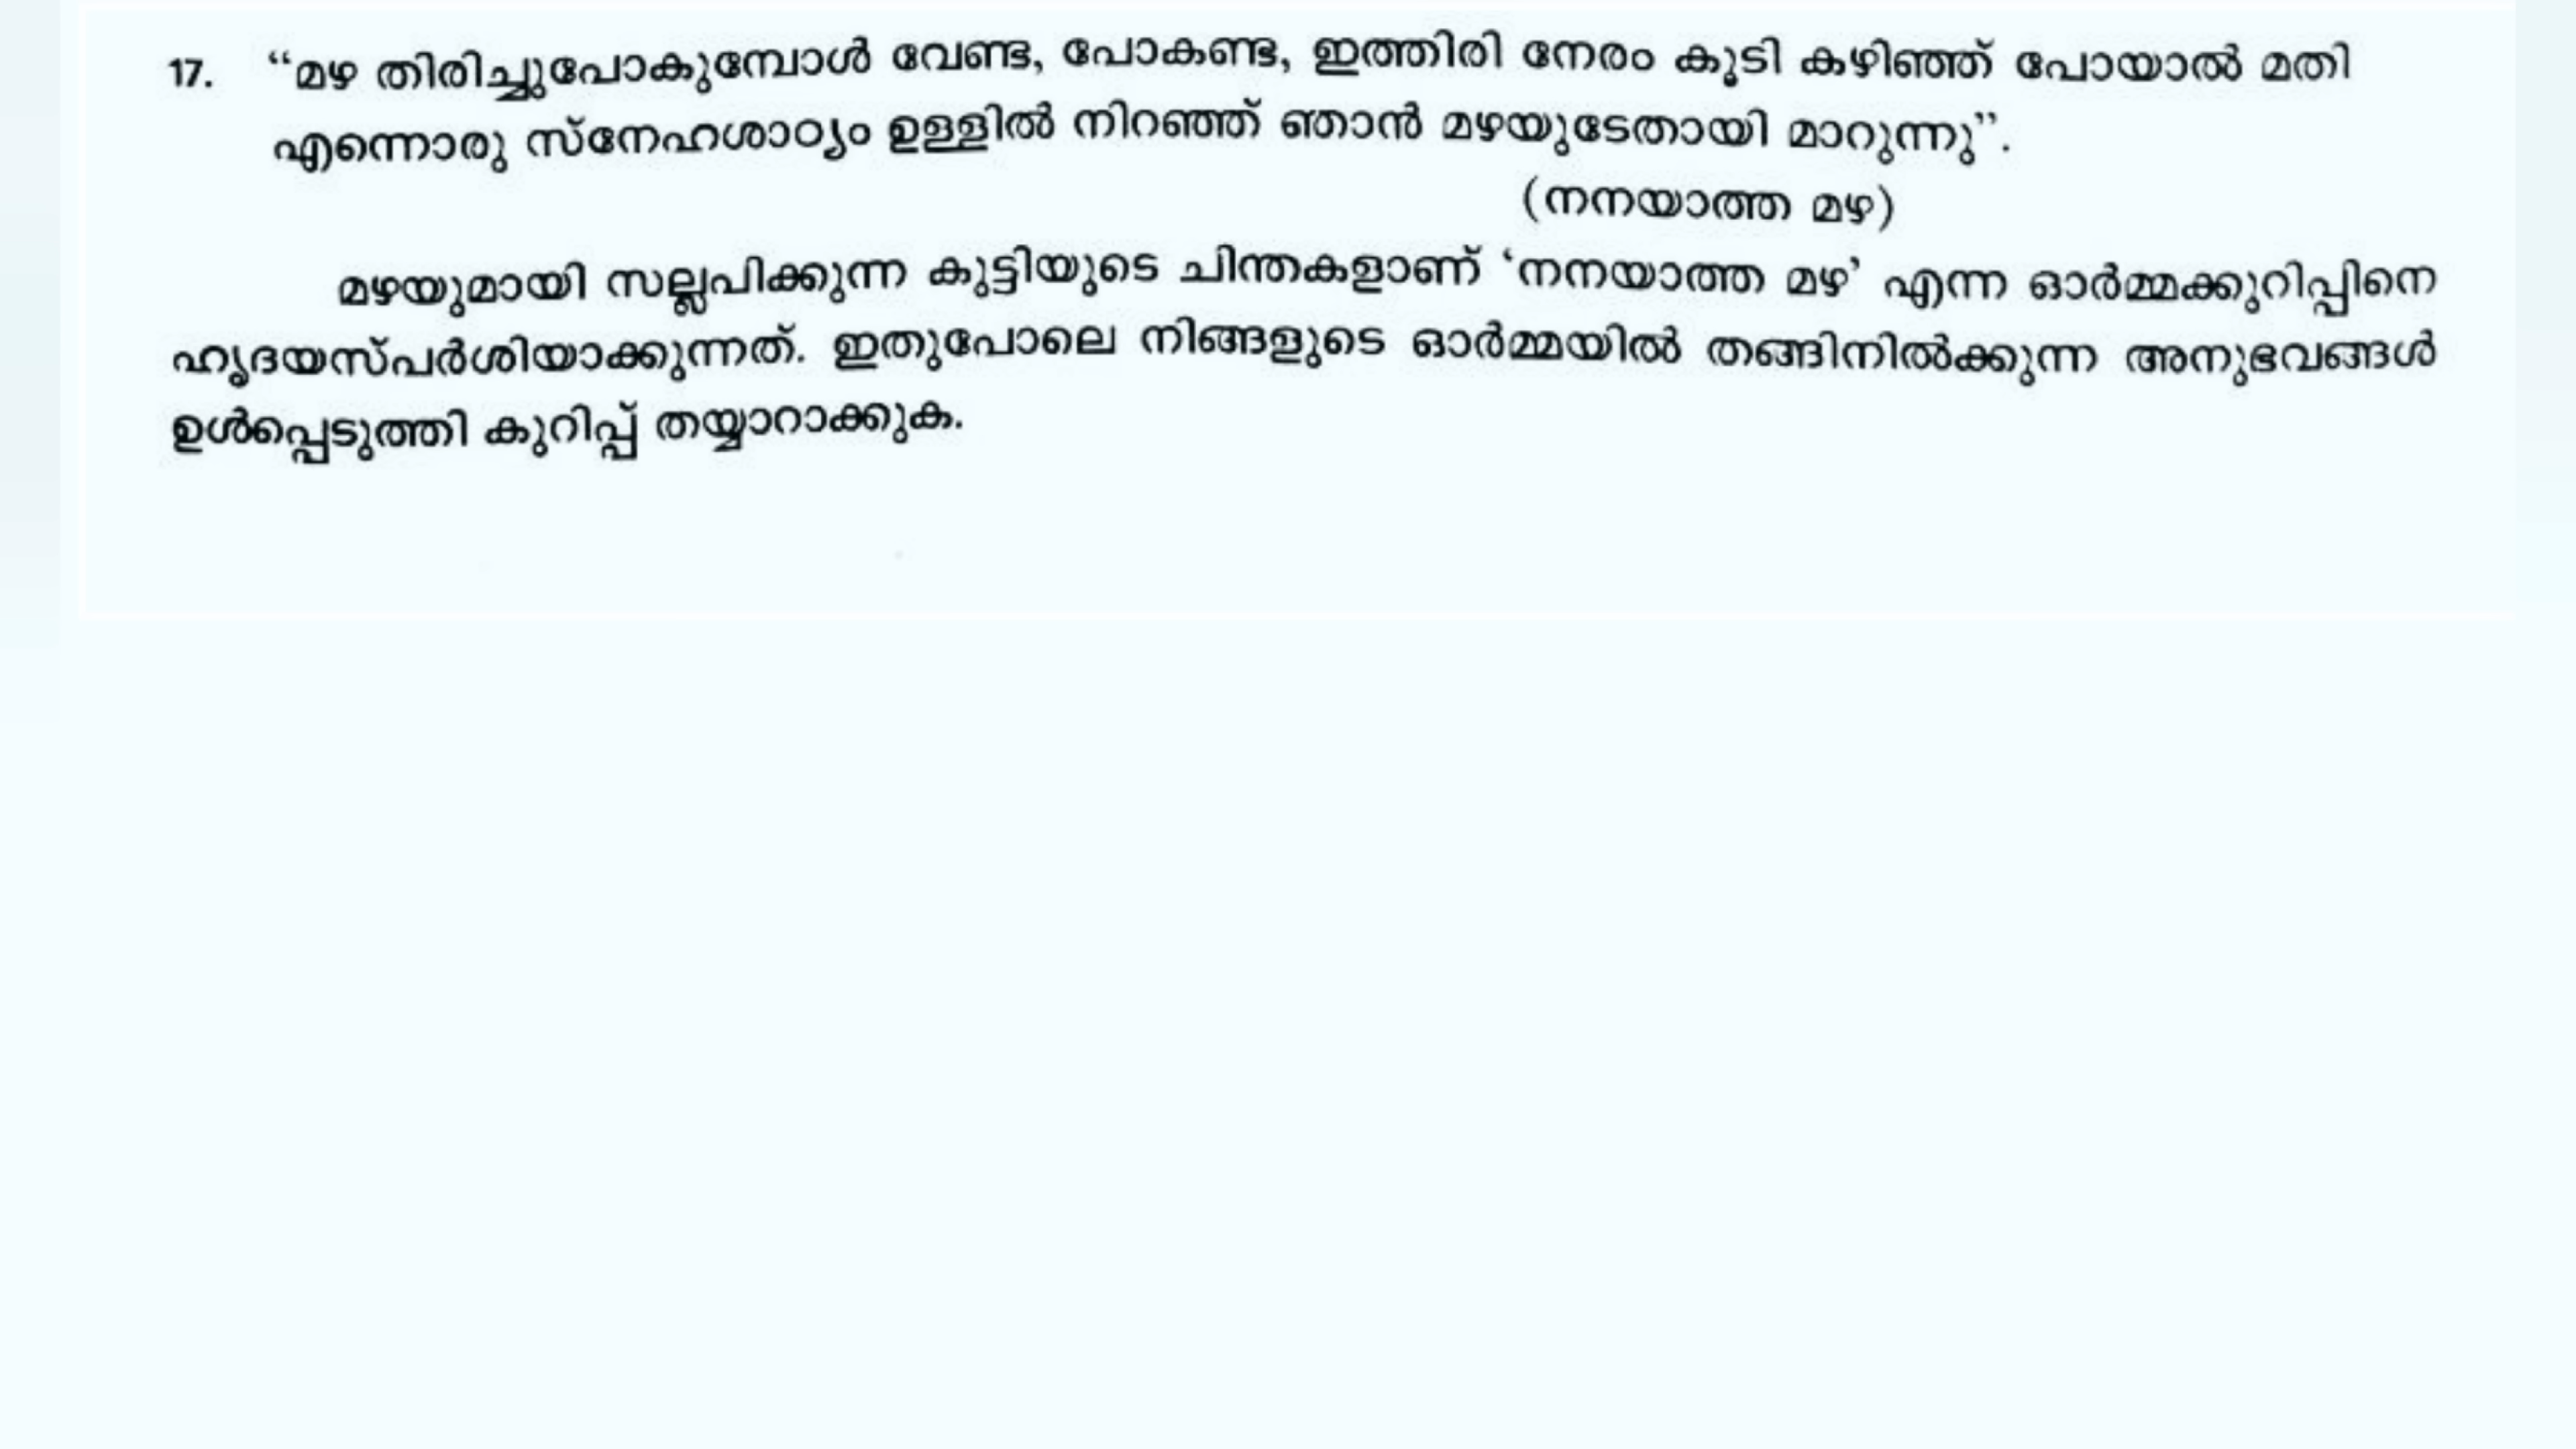 17. “മഴ തിരിച്ചുപോകുമ്പോൾ വേണ്ട, പോകണ്ട, ഇത്തിരി നേരം കൂടി കഴിഞ്ഞ് പോയാൽ മതി
എന്നൊരു സ്നേഹശാഠ്യം ഉള്ളിൽ നിറഞ്ഞ് ഞാൻ മഴയുടേതായി മാറുന്നു”.
(നനയാത്ത മഴ)
മഴയുമായി സല്ലപിക്കുന്ന കുട്ടിയുടെ ചിന്തകളാണ് ‘നനയാത്ത മഴ’ എന്ന ഓർമ്മക്കുറിപ്പിനെ
ഹൃദയസ്പർശിയാക്കുന്നത്. ഇതുപോലെ നിങ്ങളുടെ ഓർമ്മയിൽ തങ്ങിനിൽക്കുന്ന അനുഭവങ്ങൾ
ഉൾപ്പെടുത്തി കുറിപ്പ് തയ്യാറാക്കുക.